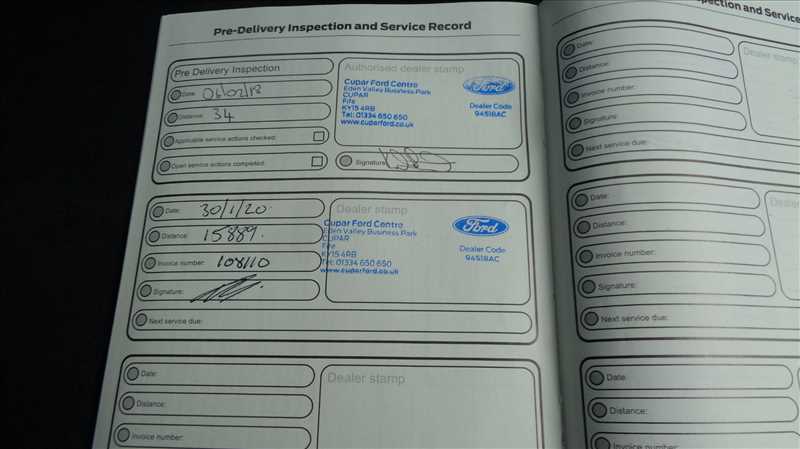 Pre-Delivery Inspection and Service Record
Pre Delivery Inspection
Date: 06/02/18
Distance: 34
Applicable service actions checked:
Open service actions completed:
Authorised dealer stamp
Cupar Ford Centre
Eden Valley Business Park
CUPAR
Fife
KY15 4RB
Tel: 01334 650 650
www.cuparford.co.uk
Ford
Dealer Code
94518AC
Signature:
Date: 30/1/20.
Distance: 15889.
Invoice number: 108110
Signature:
Next service due:
Dealer stamp
Cupar Ford Centre
Eden Valley Business Park
CUPAR
Fife
KY15 4RB
Tel: 01334 650 650
www.cuparford.co.uk
Ford
Dealer Code
94518AC
Date:
Distance:
Invoice number:
Dealer stamp
Inspection and Service
Date:
Distance:
Invoice number:
Signature:
Next service due:
Date:
Distance:
Invoice number:
Signature:
Next service due:
Dealer
Date:
Distance:
Invoice number: